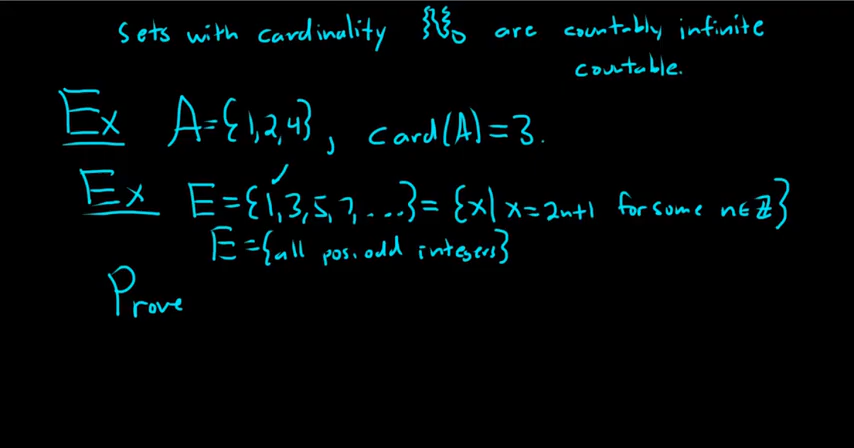 Sets with cardinality ℵ₀ are countably infinite
countable.
Ex A={1,2,4}, card(A)=3.
Ex E={1,3,5,7,...}={x|x=2n+1 for some n∈ℤ}
E={all pos. odd integers}
Prove